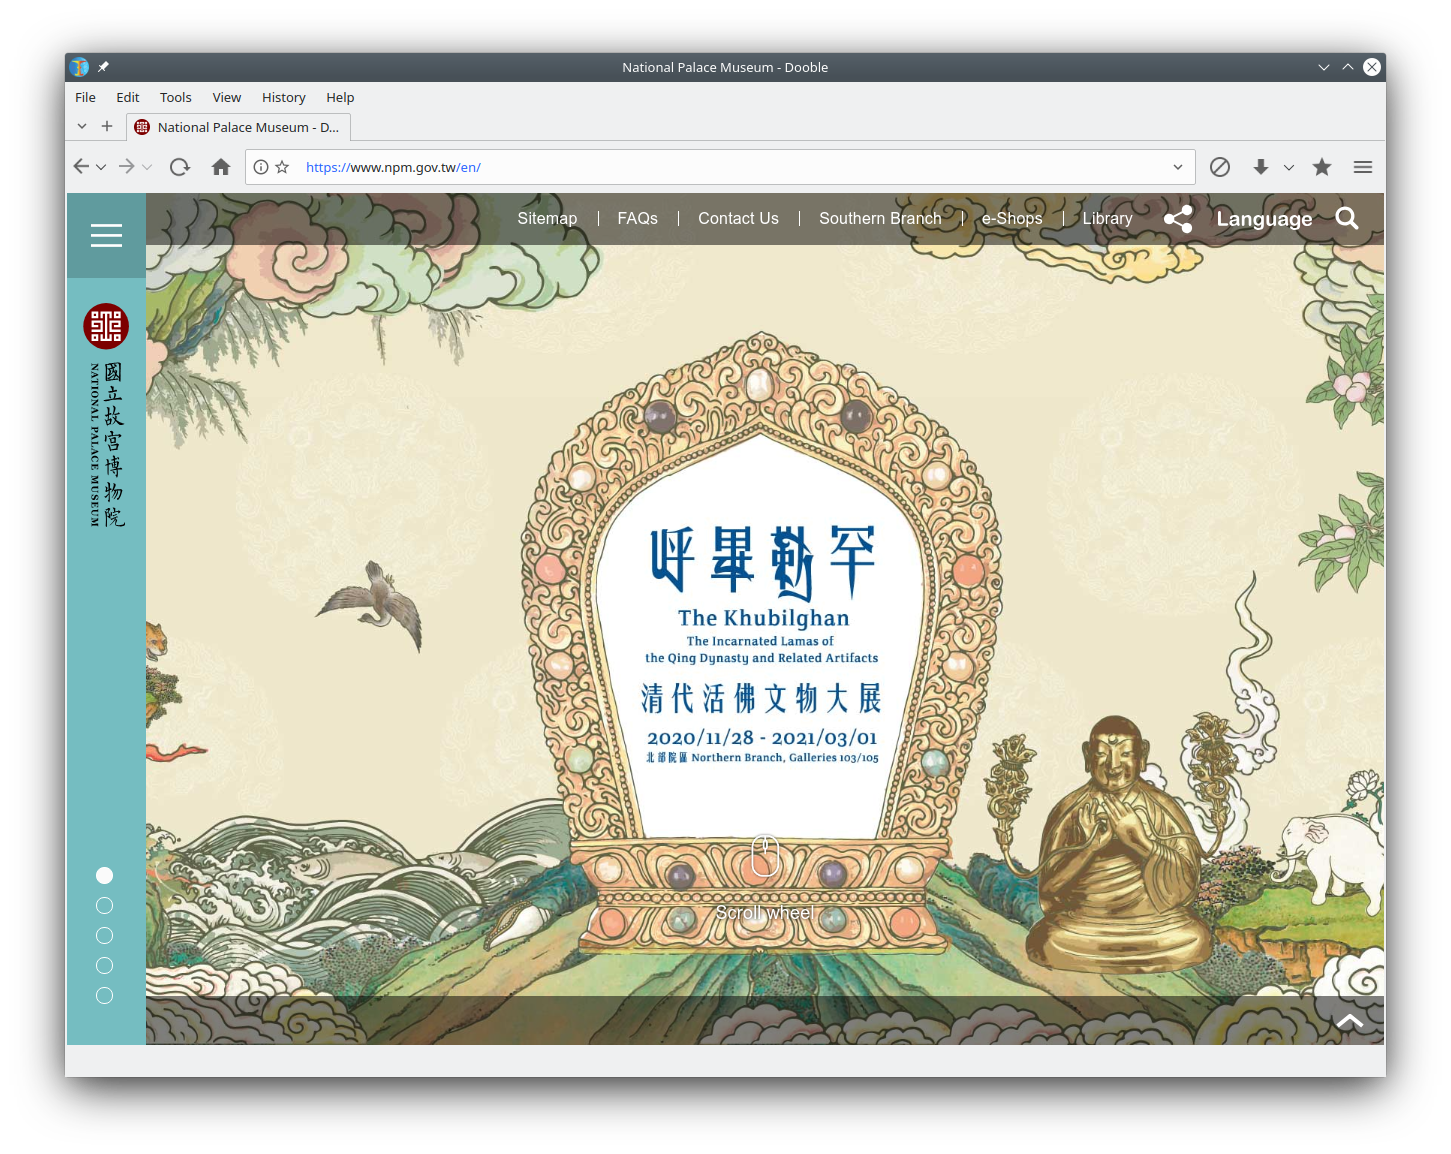 National Palace Museum - Dooble
File Edit Tools View History Help
National Palace Museum - D...
https://www.npm.gov.tw/en/
Sitemap | FAQs | Contact Us | Southern Branch | e-Shops | Library Language
國立故宮博物院
NATIONAL PALACE MUSEUM
呼畢勒罕
The Khubilghan
The Incarnated Lamas of
the Qing Dynasty and Related Artifacts
清代活佛文物大展
2020/11/28 - 2021/03/01
北部院區 Northern Branch, Galleries 103/105
Scroll wheel